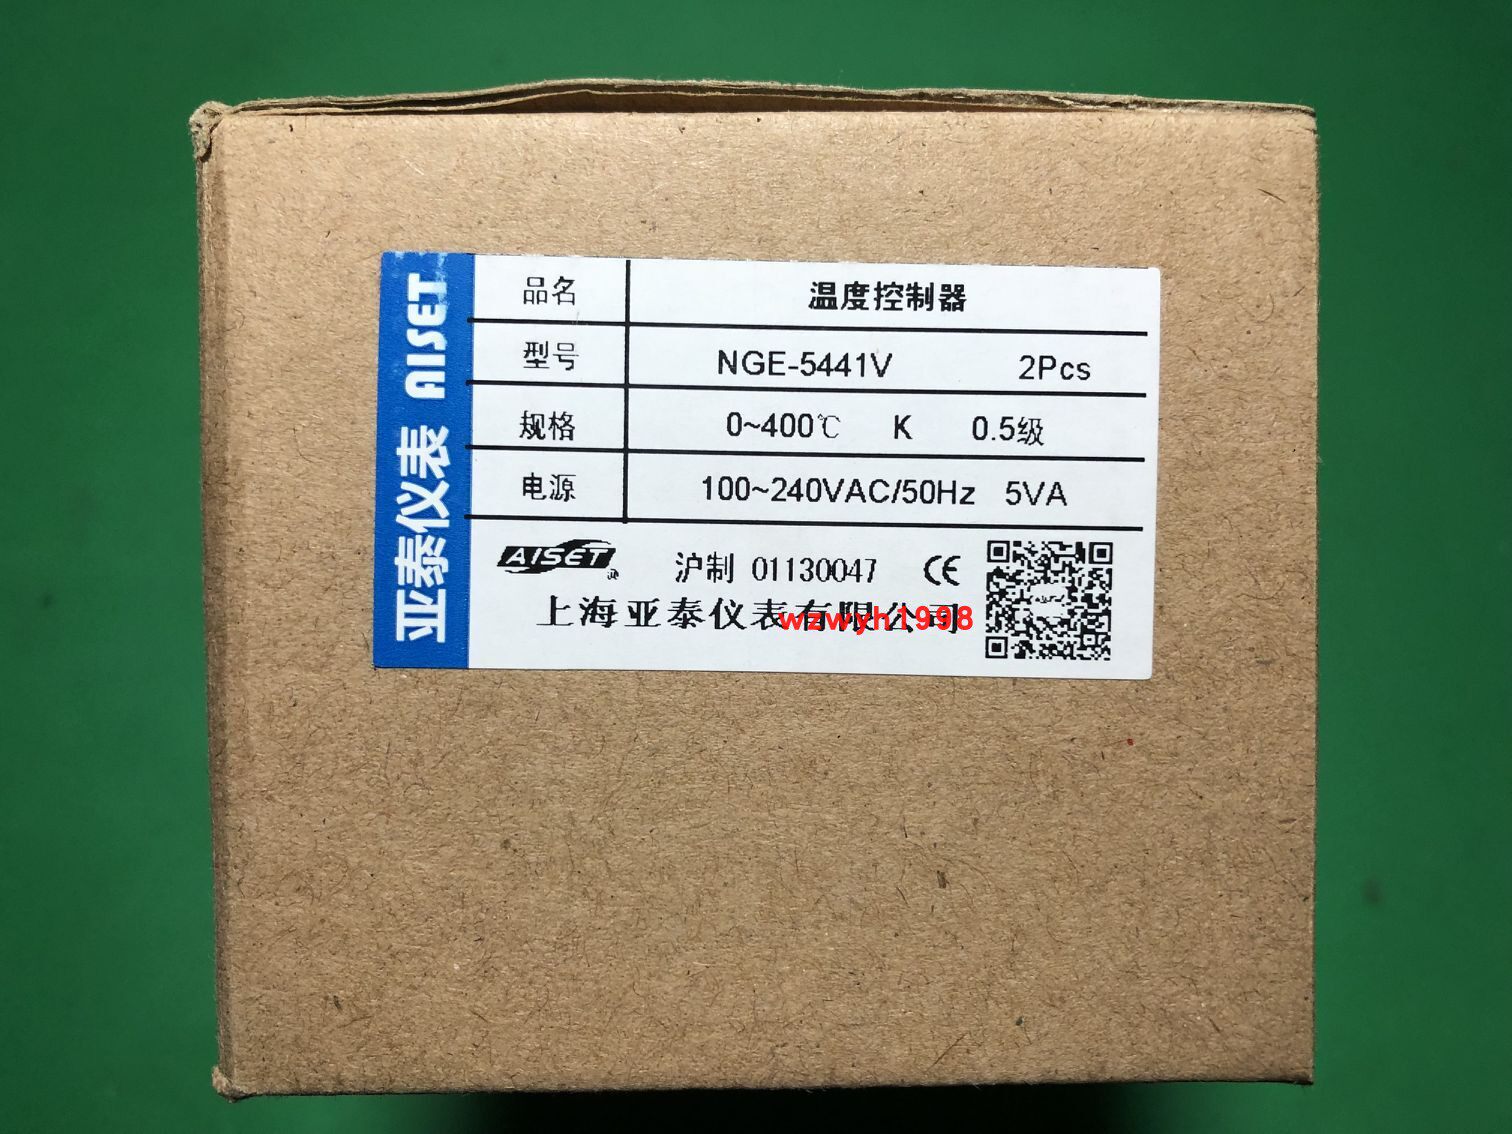 亚泰仪表 AISET
品名 温度控制器
型号 NGE-5441V 2Pcs
规格 0~400℃ K 0.5级
电源 100~240VAC/50Hz 5VA
AISET 沪制 01130047 CE
上海亚泰仪表有限公司
wzwyh1998